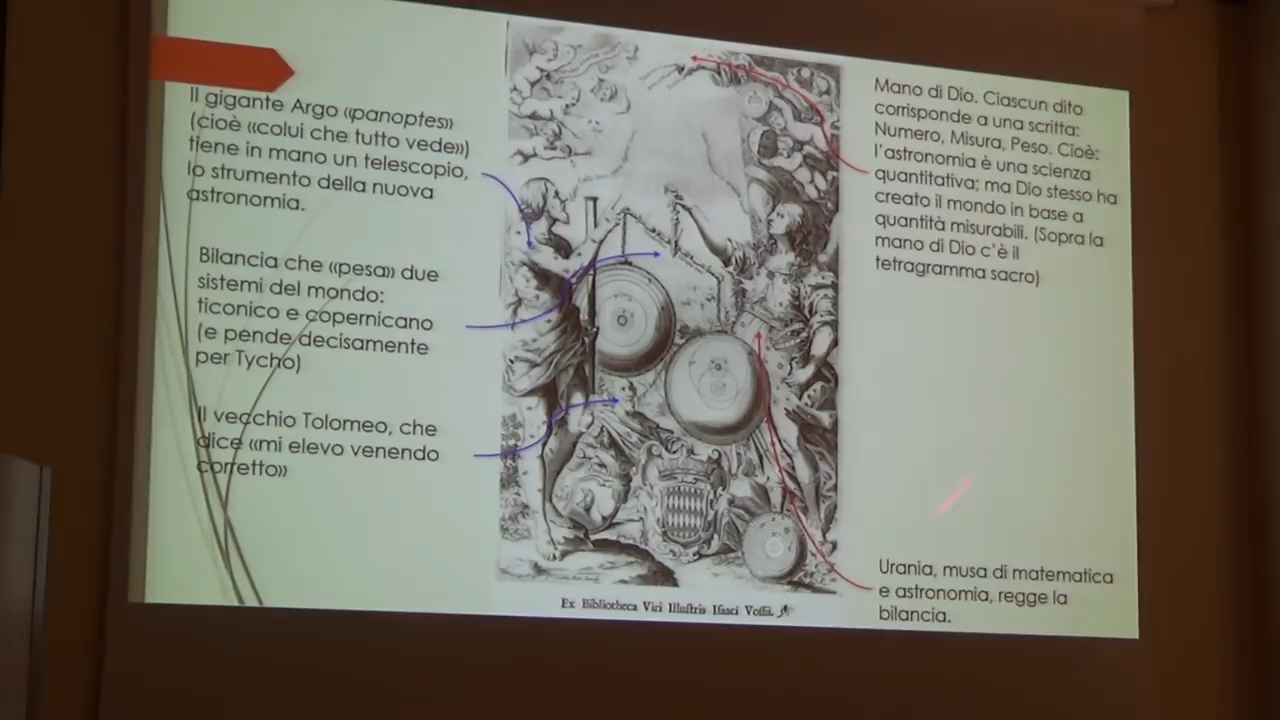 Il gigante Argo «panoptes»
(cioè «colui che tutto vede»)
tiene in mano un telescopio,
lo strumento della nuova
astronomia.
Bilancia che «pesa» due
sistemi del mondo:
ticonico e copernicano
(e pende decisamente
per Tycho)
Il vecchio Tolomeo, che
dice «mi elevo venendo
corretto»
Ex Bibliotheca Viri Illustris Isaci Vossii.
Mano di Dio. Ciascun dito
corrisponde a una scritta:
Numero, Misura, Peso. Cioè:
l'astronomia è una scienza
quantitativa; ma Dio stesso ha
creato il mondo in base a
quantità misurabili. (Sopra la
mano di Dio c'è il
tetragramma sacro)
Urania, musa di matematica
e astronomia, regge la
bilancia.